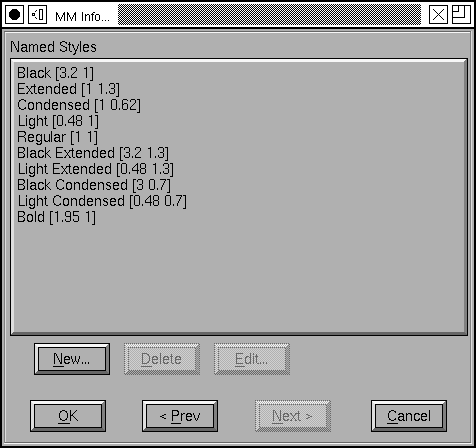 MM Info...
Named Styles
Black [3.2 1]
Extended [1 1.3]
Condensed [1 0.62]
Light [0.48 1]
Regular [1 1]
Black Extended [3.2 1.3]
Light Extended [0.48 1.3]
Black Condensed [3 0.7]
Light Condensed [0.48 0.7]
Bold [1.95 1]
New... Delete Edit...
OK < Prev Next > Cancel